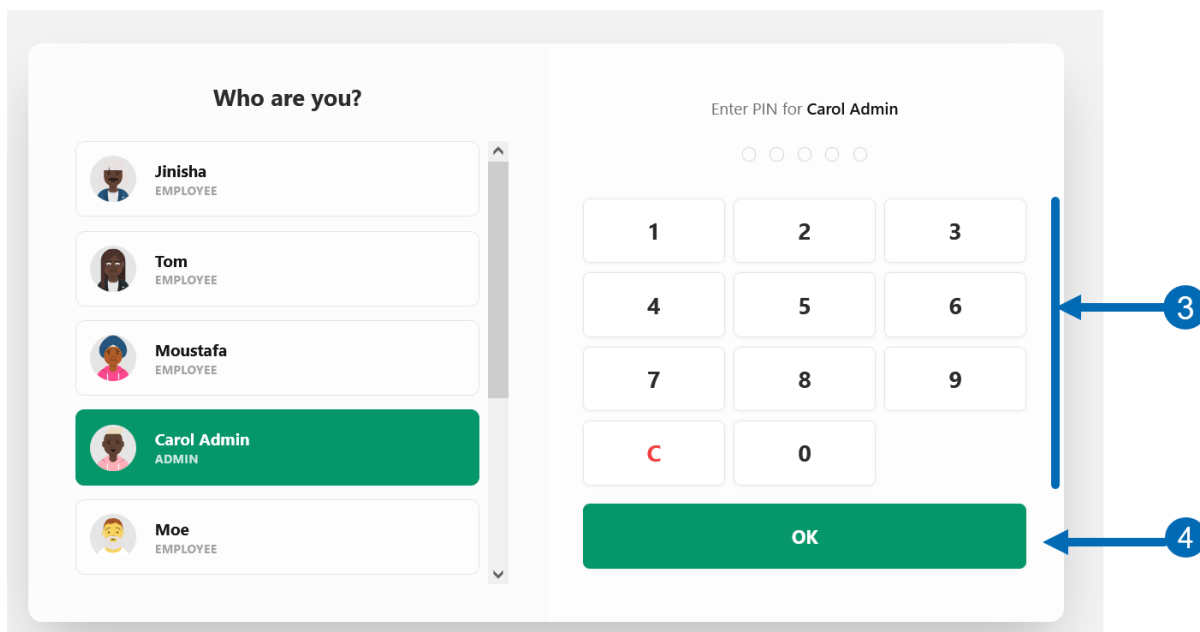 Who are you?
Jinisha
EMPLOYEE
Tom
EMPLOYEE
Moustafa
EMPLOYEE
Carol Admin
ADMIN
Moe
EMPLOYEE
Enter PIN for Carol Admin
1 2 3
4 5 6
7 8 9
C 0
OK
3
4